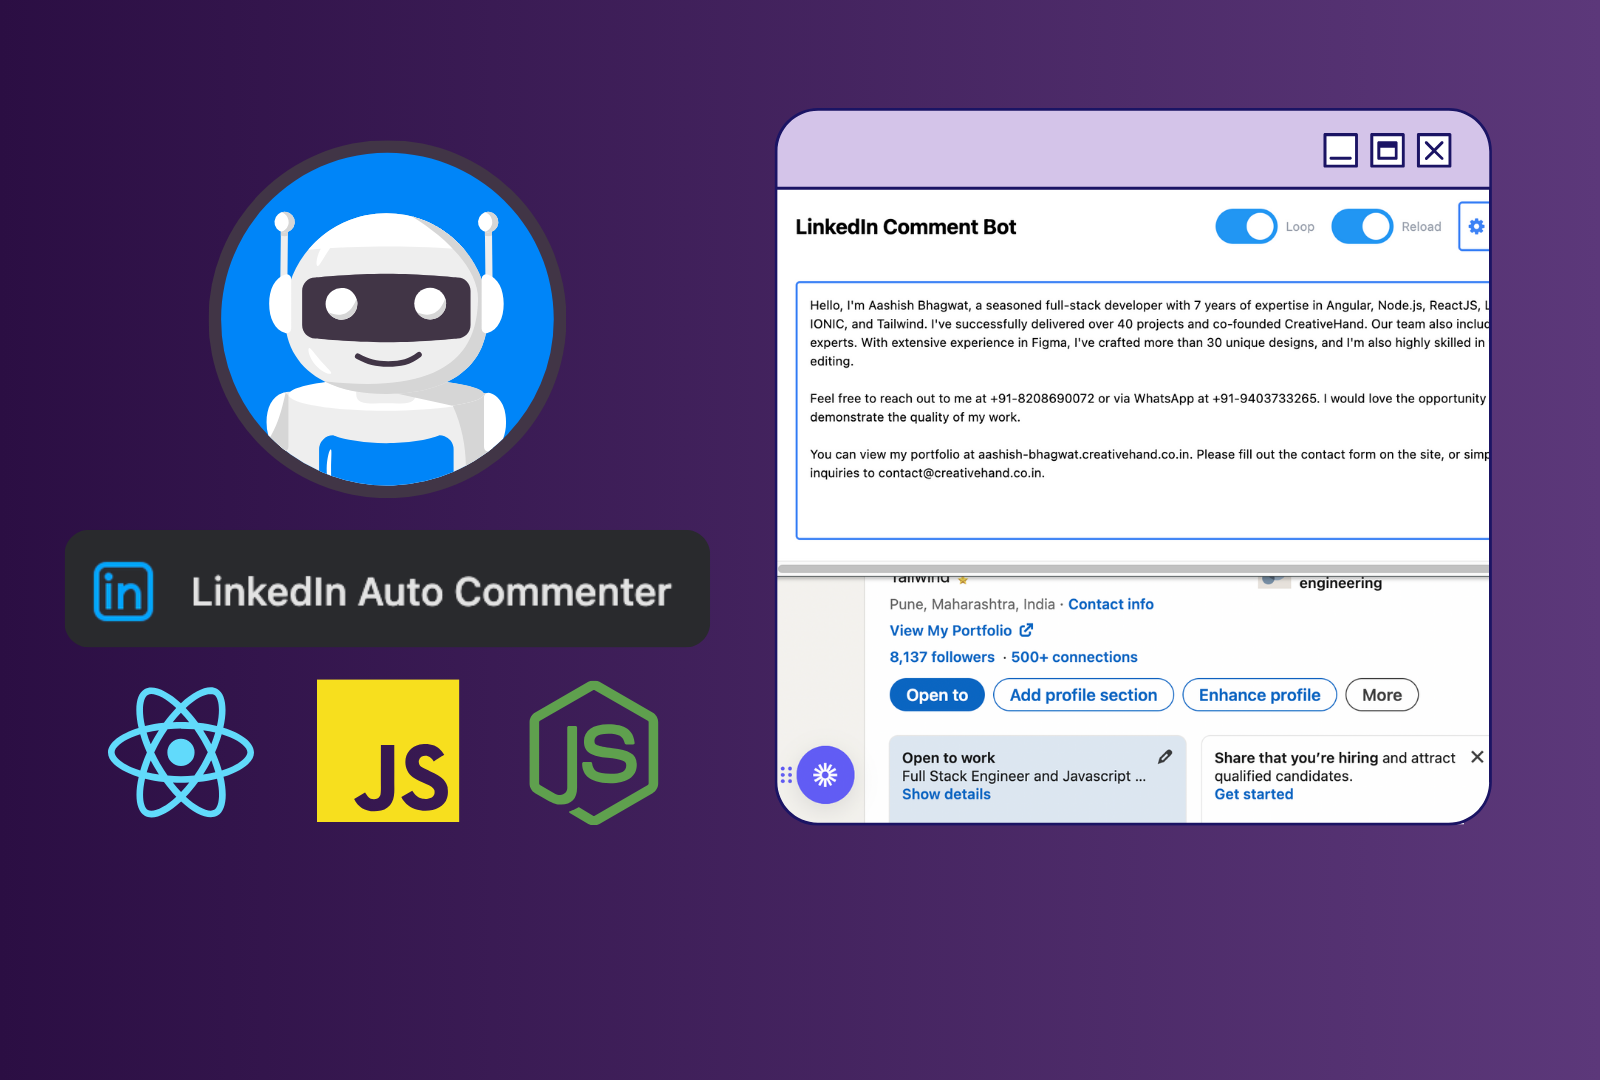 in LinkedIn Auto Commenter
JS
JS
LinkedIn Comment Bot
Loop
Reload
Hello, I'm Aashish Bhagwat, a seasoned full-stack developer with 7 years of expertise in Angular, Node.js, ReactJS,
IONIC, and Tailwind. I've successfully delivered over 40 projects and co-founded CreativeHand. Our team also
experts. With extensive experience in Figma, I've crafted more than 30 unique designs, and I'm also highly skilled in
editing.
Feel free to reach out to me at +91-8208690072 or via WhatsApp at +91-9403733265. I would love the opportunity
demonstrate the quality of my work.
You can view my portfolio at aashish-bhagwat.creativehand.co.in. Please fill out the contact form on the site, or
inquiries to contact@creativehand.co.in.
Tailwind
engineering
Pune, Maharashtra, India · Contact info
View My Portfolio
8,137 followers · 500+ connections
Open to
Add profile section
Enhance profile
More
Open to work
Full Stack Engineer and Javascript ...
Show details
Share that you're hiring and attract
qualified candidates.
Get started